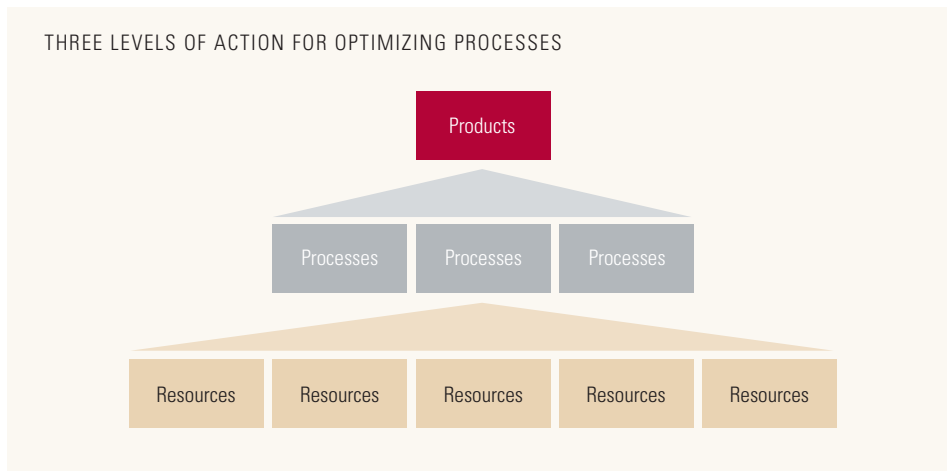 THREE LEVELS OF ACTION FOR OPTIMIZING PROCESSES
Products
Processes Processes Processes
Resources Resources Resources Resources Resources